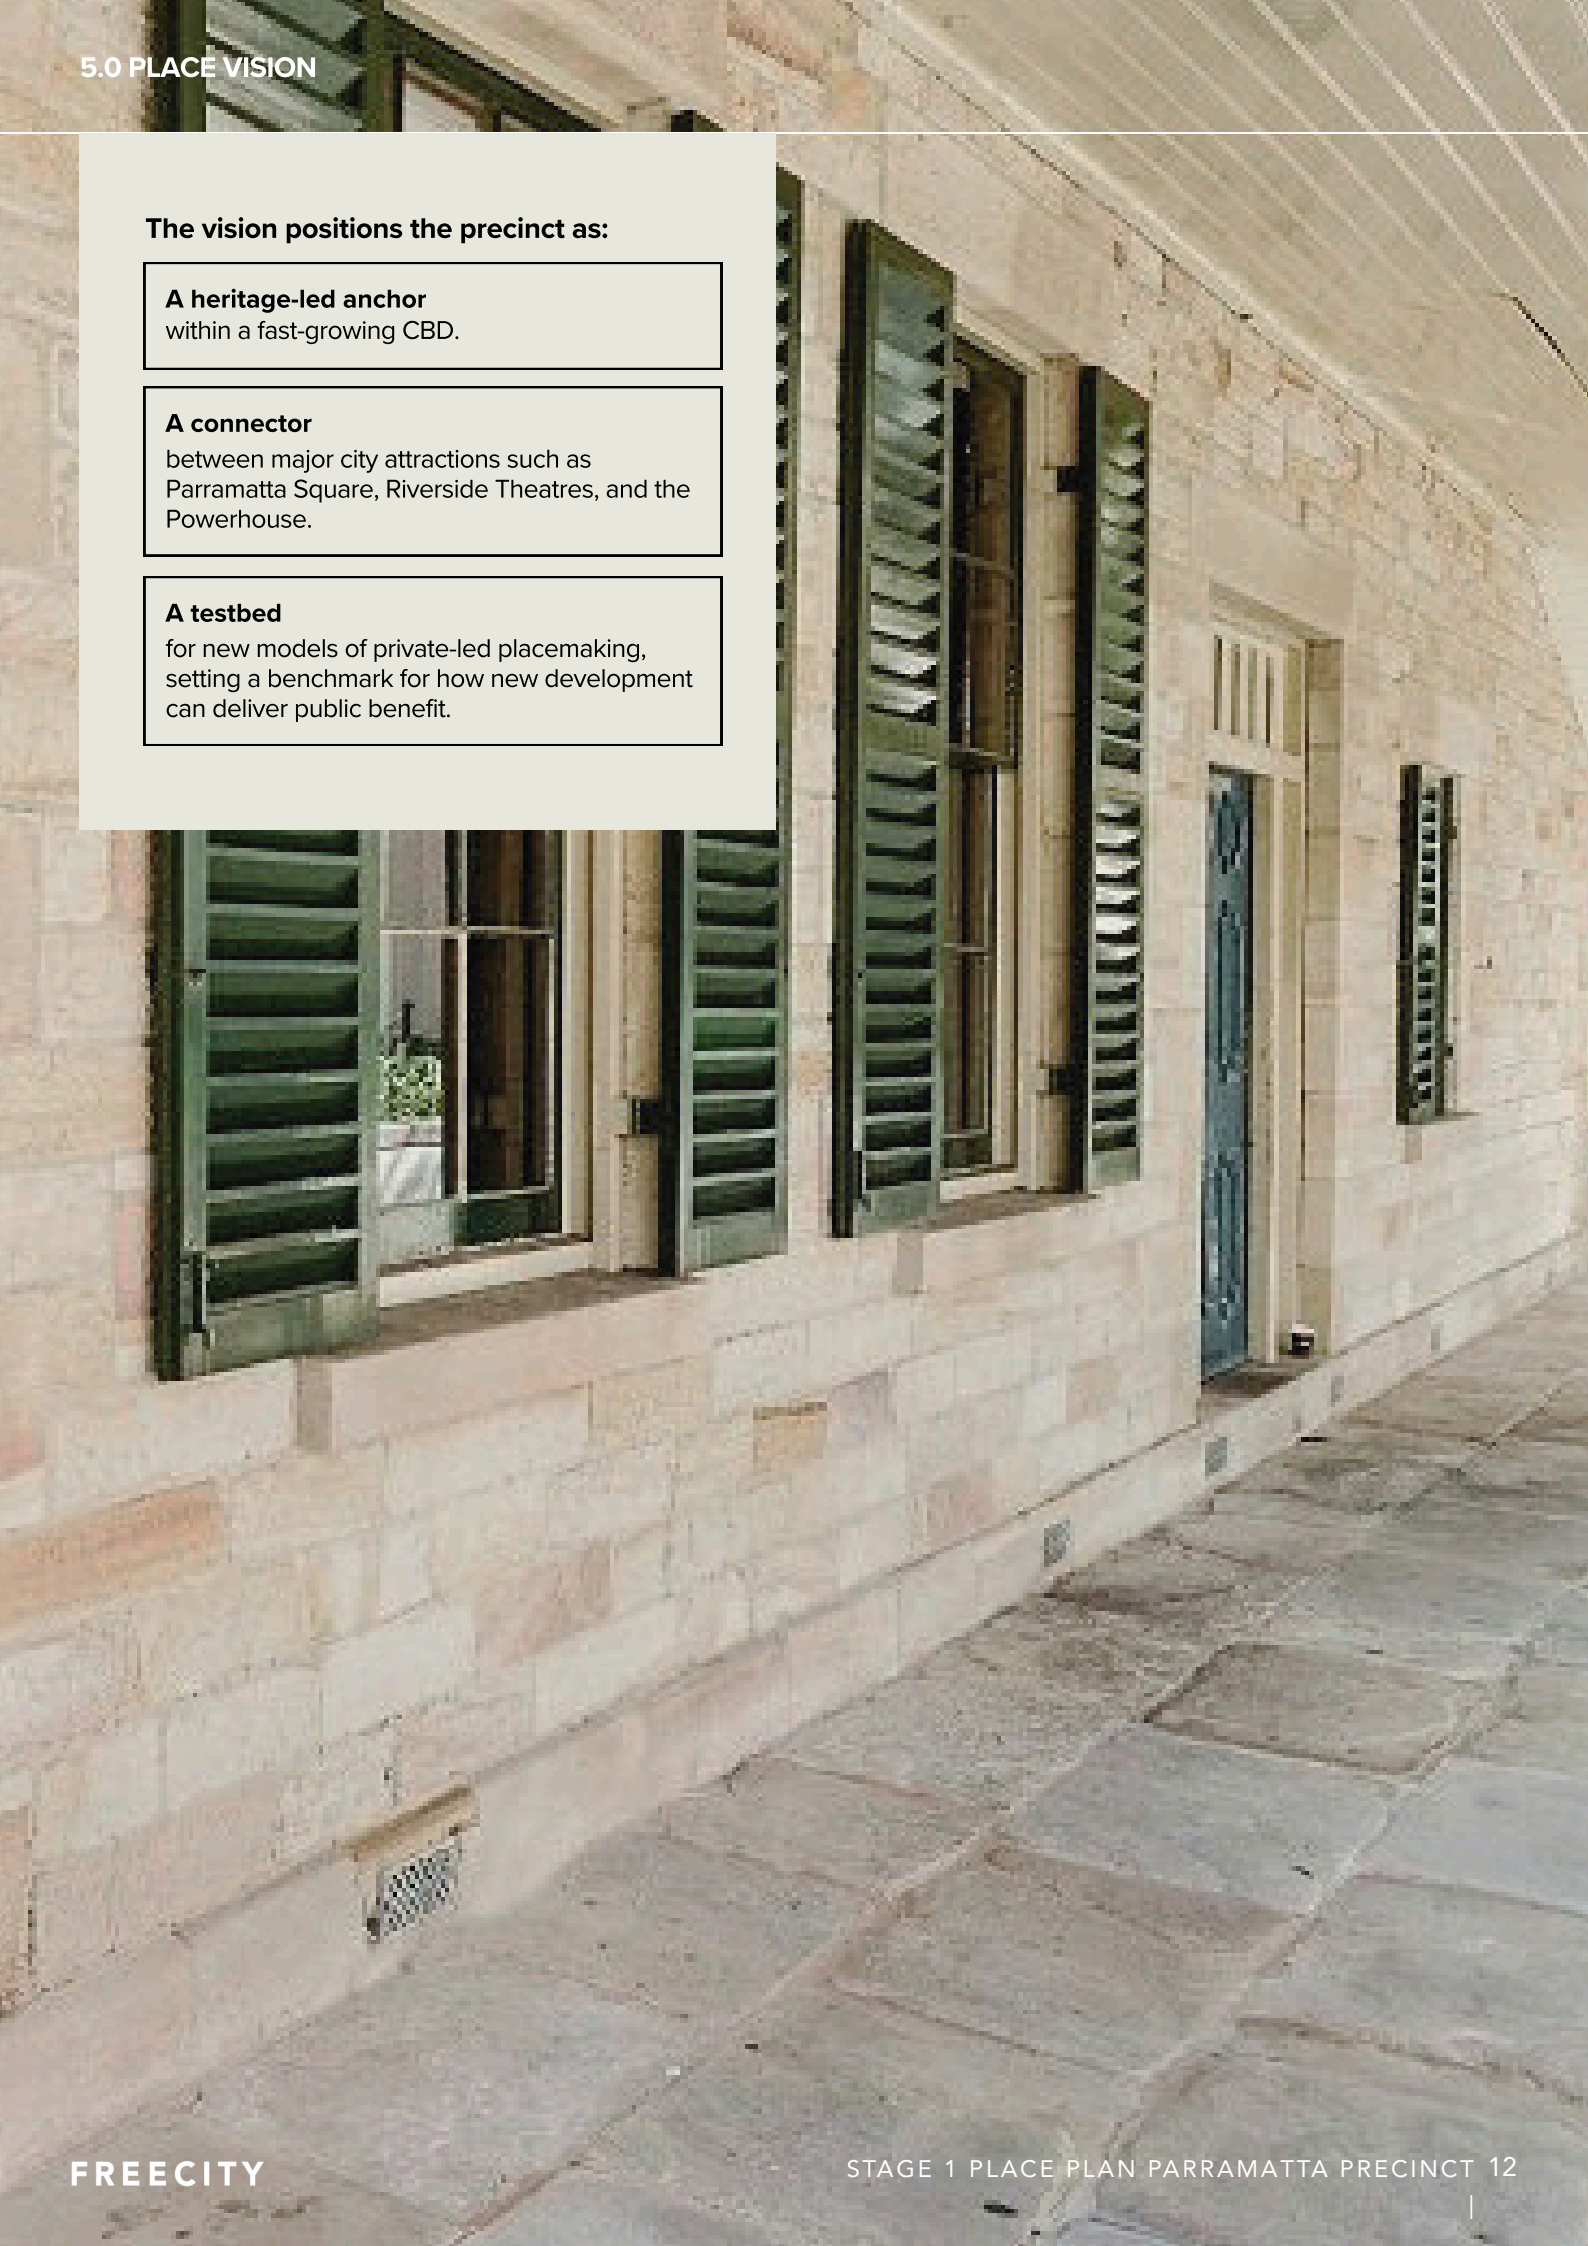 5.0 PLACE VISION
The vision positions the precinct as:
A heritage-led anchor
within a fast-growing CBD.
A connector
between major city attractions such as
Parramatta Square, Riverside Theatres, and the
Powerhouse.
A testbed
for new models of private-led placemaking,
setting a benchmark for how new development
can deliver public benefit.
FREECITY
STAGE 1 PLACE PLAN PARRAMATTA PRECINCT 12
|